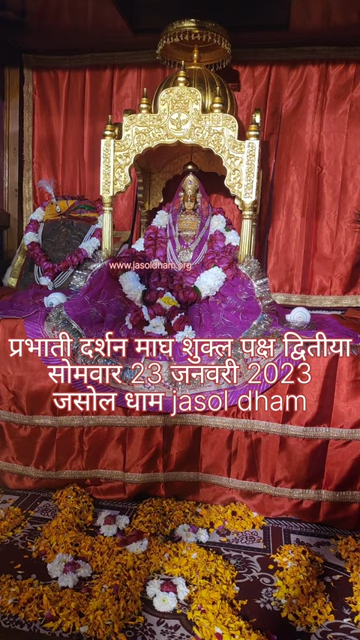 www.jasoldham.org
प्रभाती दर्शन माघ शुक्ल पक्ष द्वितीया
सोमवार 23 जनवरी 2023
जसोल धाम jasol dham